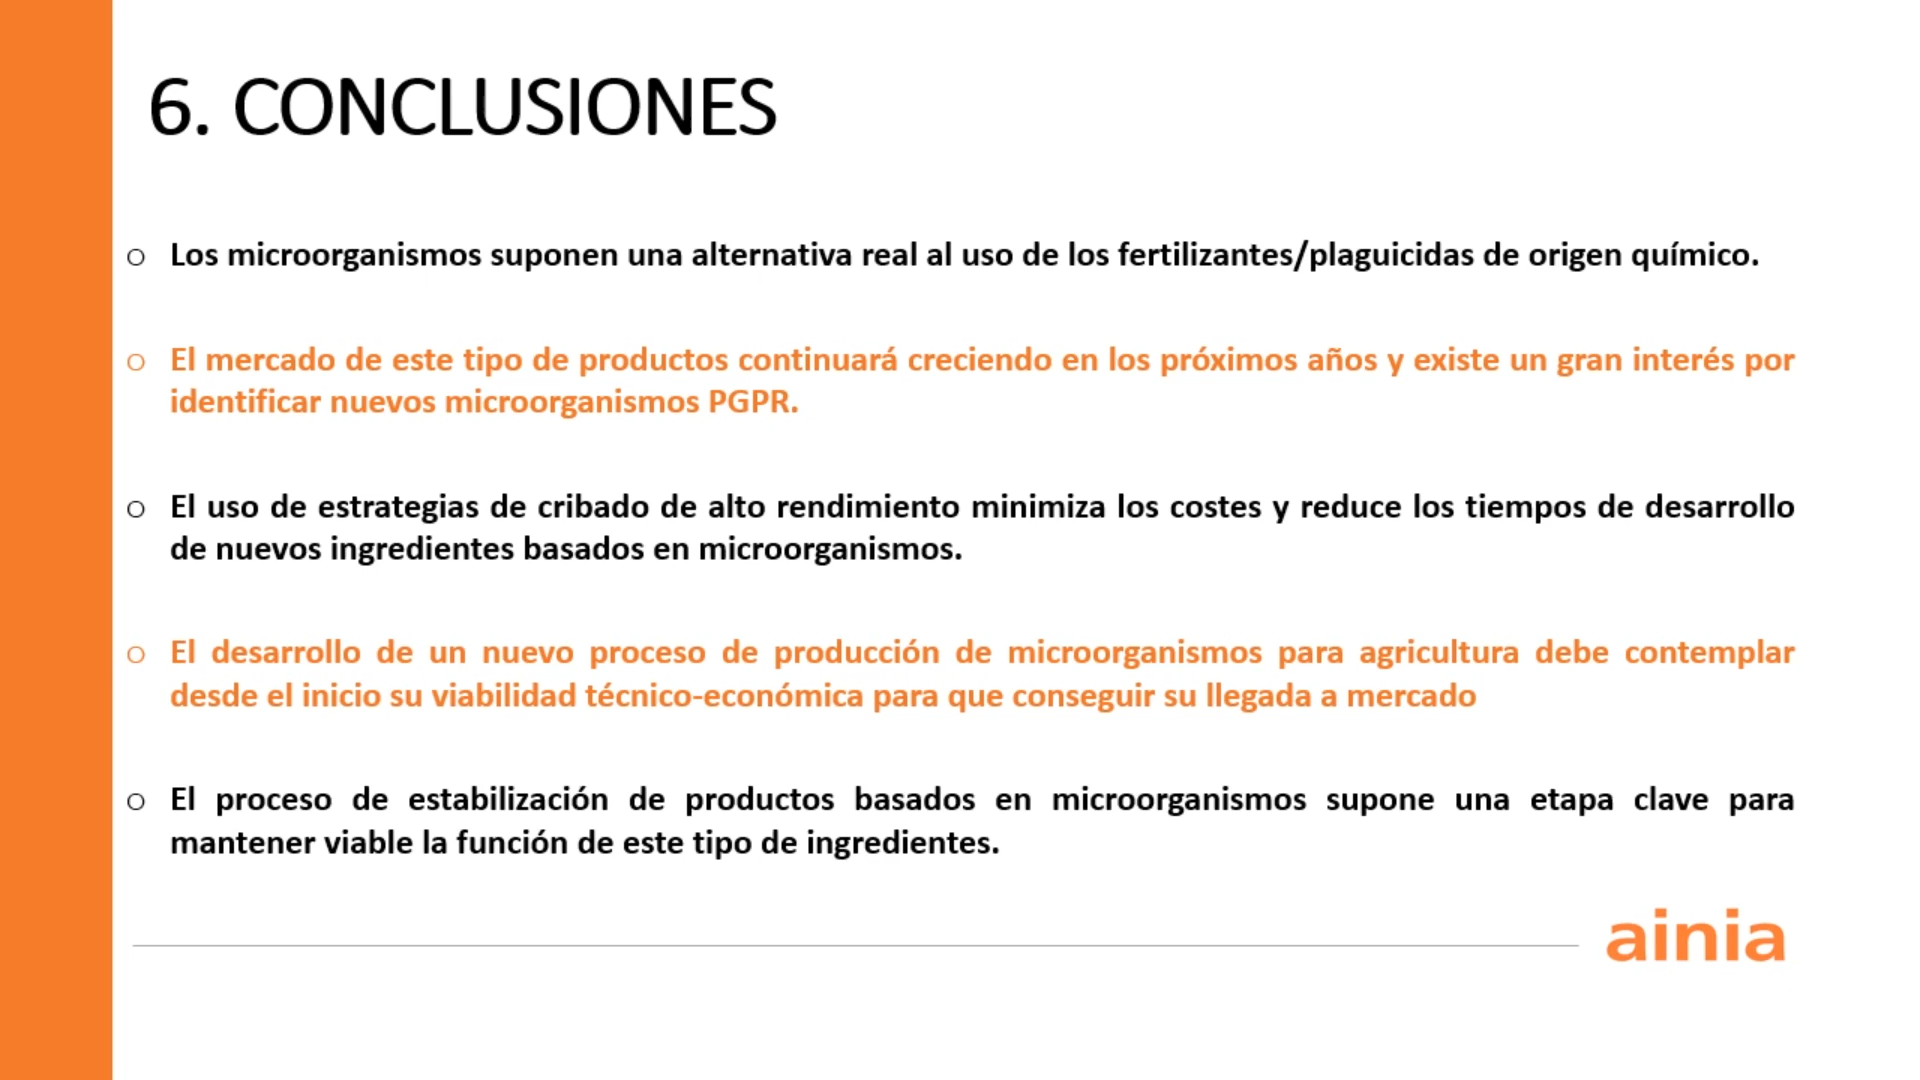 6. CONCLUSIONES
o Los microorganismos suponen una alternativa real al uso de los fertilizantes/plaguicidas de origen químico.
o El mercado de este tipo de productos continuará creciendo en los próximos años y existe un gran interés por
identificar nuevos microorganismos PGPR.
o El uso de estrategias de cribado de alto rendimiento minimiza los costes y reduce los tiempos de desarrollo
de nuevos ingredientes basados en microorganismos.
o El desarrollo de un nuevo proceso de producción de microorganismos para agricultura debe contemplar
desde el inicio su viabilidad técnico-económica para que conseguir su llegada a mercado
o El proceso de estabilización de productos basados en microorganismos supone una etapa clave para
mantener viable la función de este tipo de ingredientes.
ainia